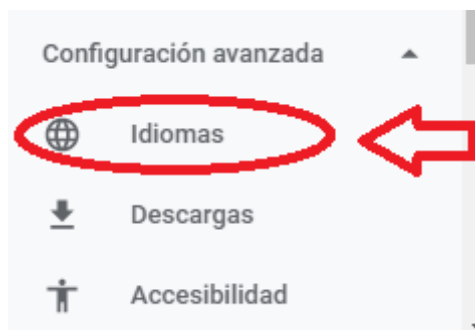 Configuración avanzada
Idiomas
Descargas
Accesibilidad